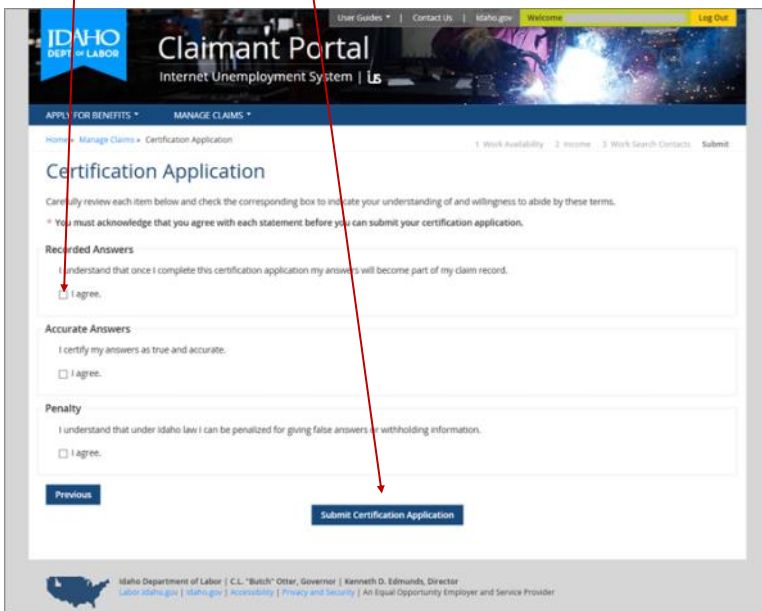 User Guides | Contact Us | Idaho.gov Welcome Log Out
IDAHO
DEPT. OF LABOR
Claimant Portal
Internet Unemployment System | ius
APPLY FOR BENEFITS MANAGE CLAIMS
Home » Manage Claims » Certification Application 1 Work Availability 2 Income 3 Work Search Contacts Submit
Certification Application
Carefully review each item below and check the corresponding box to indicate your understanding of and willingness to abide by these terms.
* You must acknowledge that you agree with each statement before you can submit your certification application.
Recorded Answers
I understand that once I complete this certification application my answers will become part of my claim record.
I agree.
Accurate Answers
I certify my answers as true and accurate.
I agree.
Penalty
I understand that under Idaho law I can be penalized for giving false answers or withholding information.
I agree.
Previous
Submit Certification Application
Idaho Department of Labor | C.L. "Butch" Otter, Governor | Kenneth D. Edmunds, Director
Labor.idaho.gov | Idaho.gov | Accessibility | Privacy and Security | An Equal Opportunity Employer and Service Provider